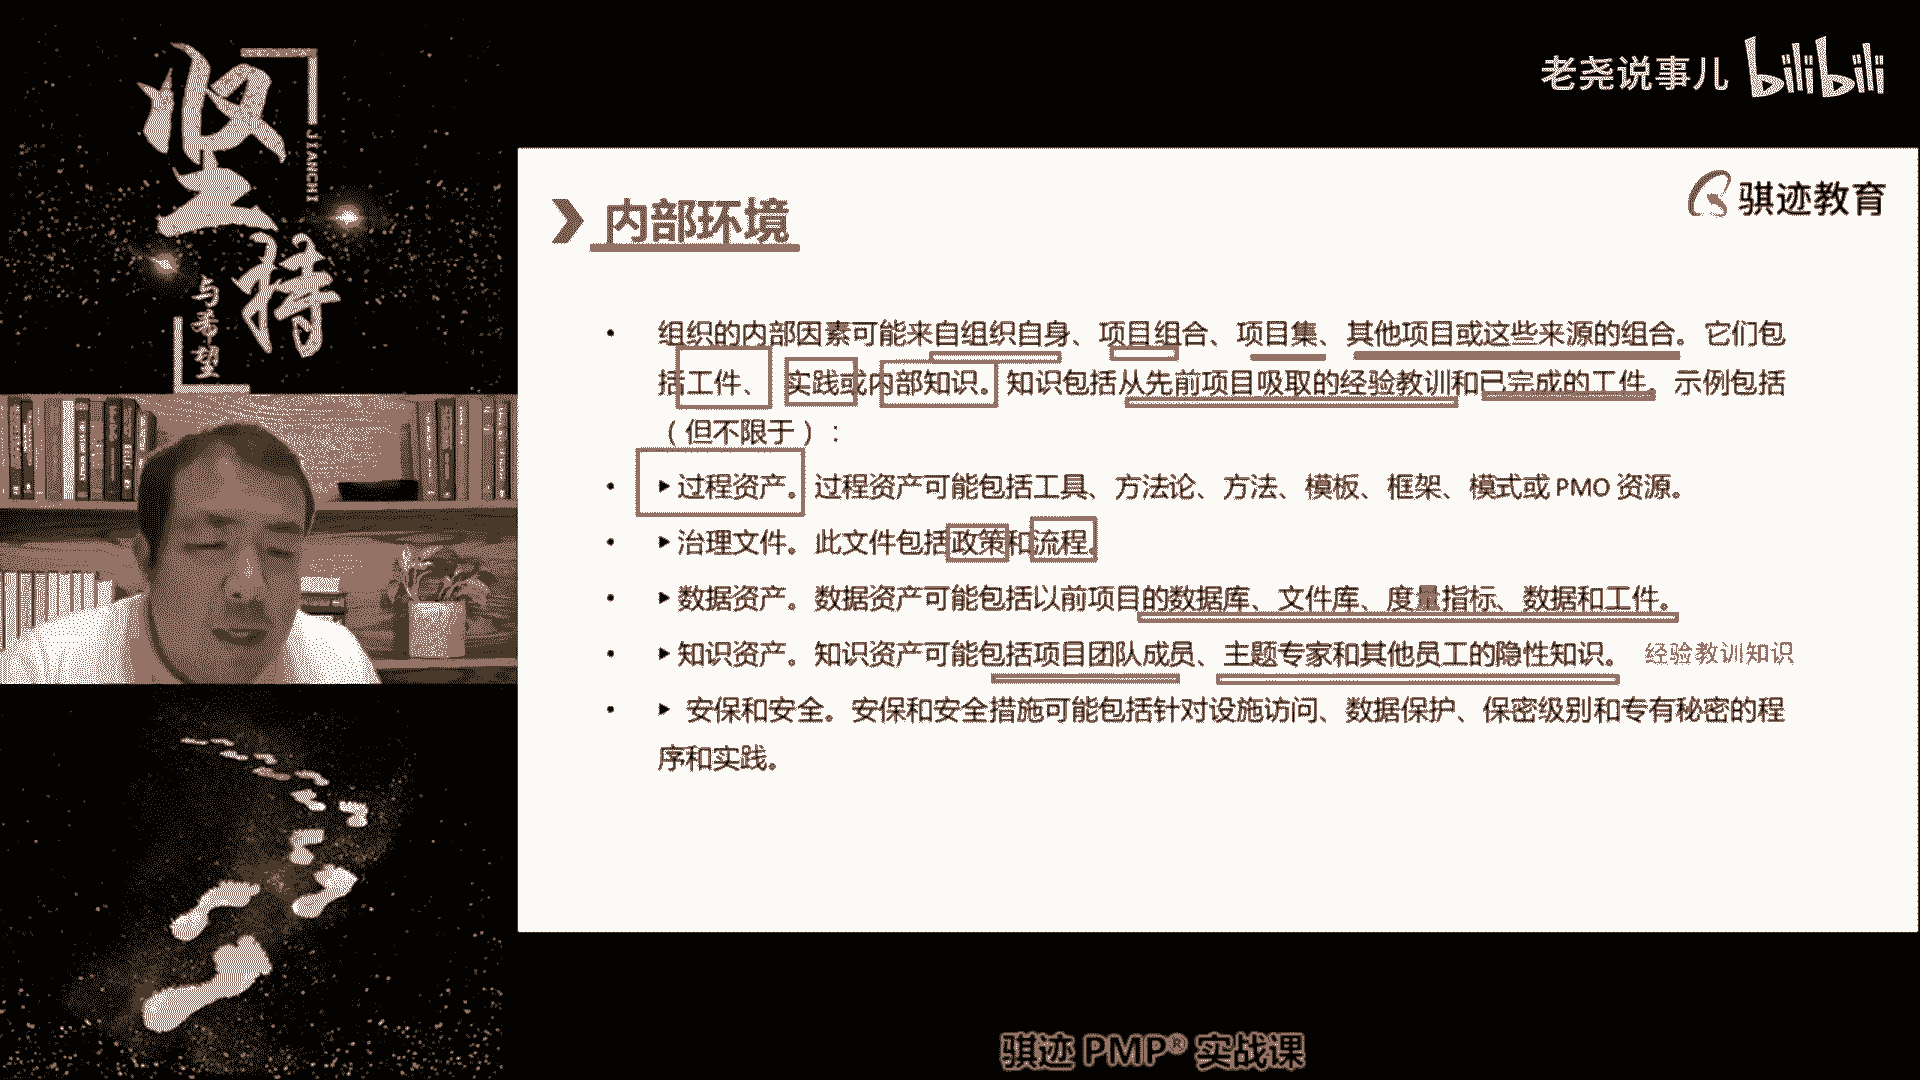 坚持
JIANCHI
与希望
老尧说事儿 bilibili
骐迹教育
内部环境
• 组织的内部因素可能来自组织自身、项目组合、项目集、其他项目或这些来源的组合。它们包
括工件、实践或内部知识。知识包括从先前项目吸取的经验教训和已完成的工件。示例包括
（但不限于）：
• ▶过程资产。过程资产可能包括工具、方法论、方法、模板、框架、模式或 PMO 资源。
• ▶治理文件。此文件包括政策和流程。
• ▶数据资产。数据资产可能包括以前项目的数据库、文件库、度量指标、数据和工件。
• ▶知识资产。知识资产可能包括项目团队成员、主题专家和其他员工的隐性知识。 经验教训知识
• ▶ 安保和安全。安保和安全措施可能包括针对设施访问、数据保护、保密级别和专有秘密的程
序和实践。
骐迹 PMP® 实战课